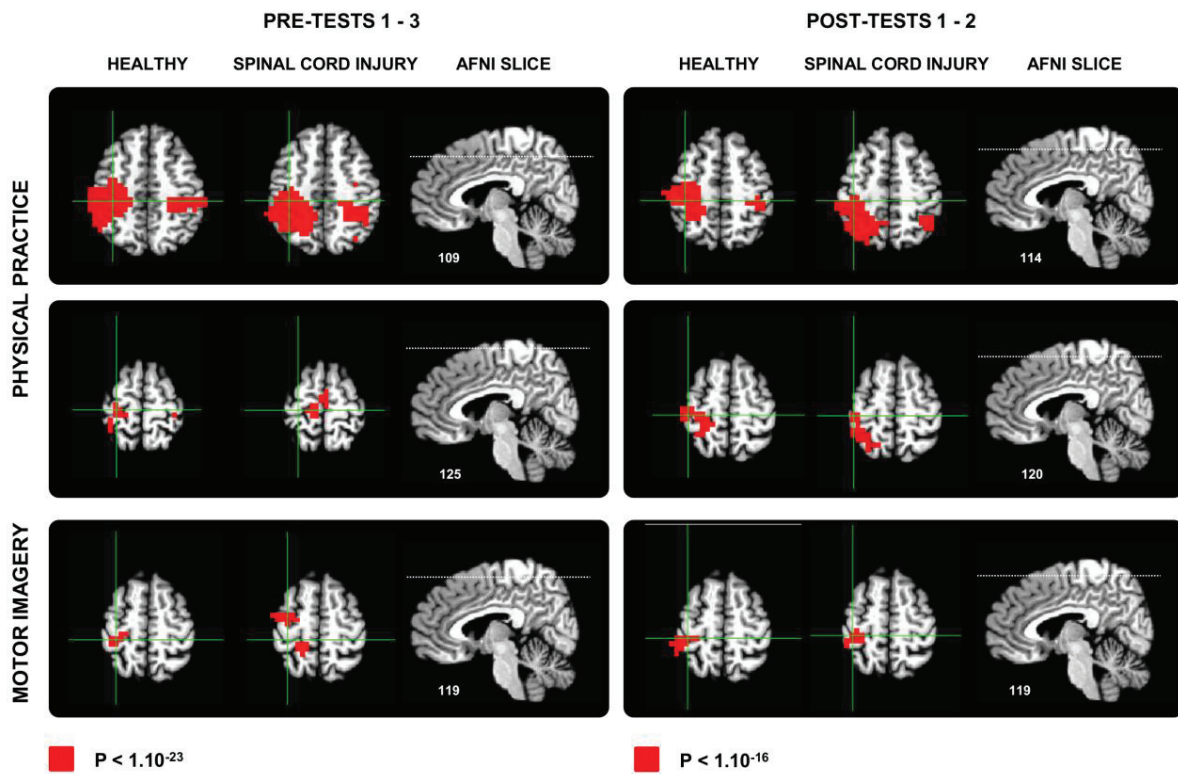 PRE-TESTS 1 - 3
POST-TESTS 1 - 2
HEALTHY SPINAL CORD INJURY AFNI SLICE
HEALTHY SPINAL CORD INJURY AFNI SLICE
PHYSICAL PRACTICE
109
114
125
120
MOTOR IMAGERY
119
119
P < 1.10⁻²³
P < 1.10⁻¹⁶